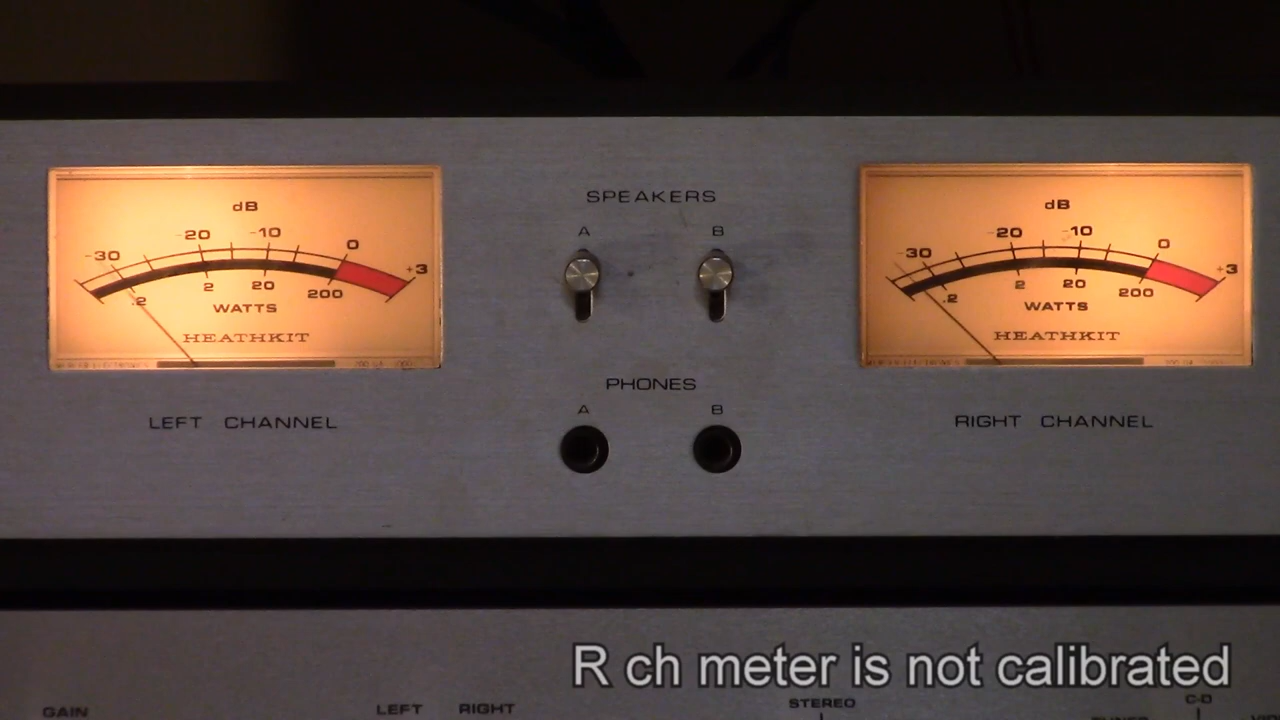 dB
-30 -20 -10 0 +3
.2 2 20 200
WATTS
HEATHKIT
LEFT CHANNEL
SPEAKERS
A B
PHONES
A B
dB
-30 -20 -10 0 +3
.2 2 20 200
WATTS
HEATHKIT
RIGHT CHANNEL
R ch meter is not calibrated
GAIN LEFT RIGHT STEREO C-D